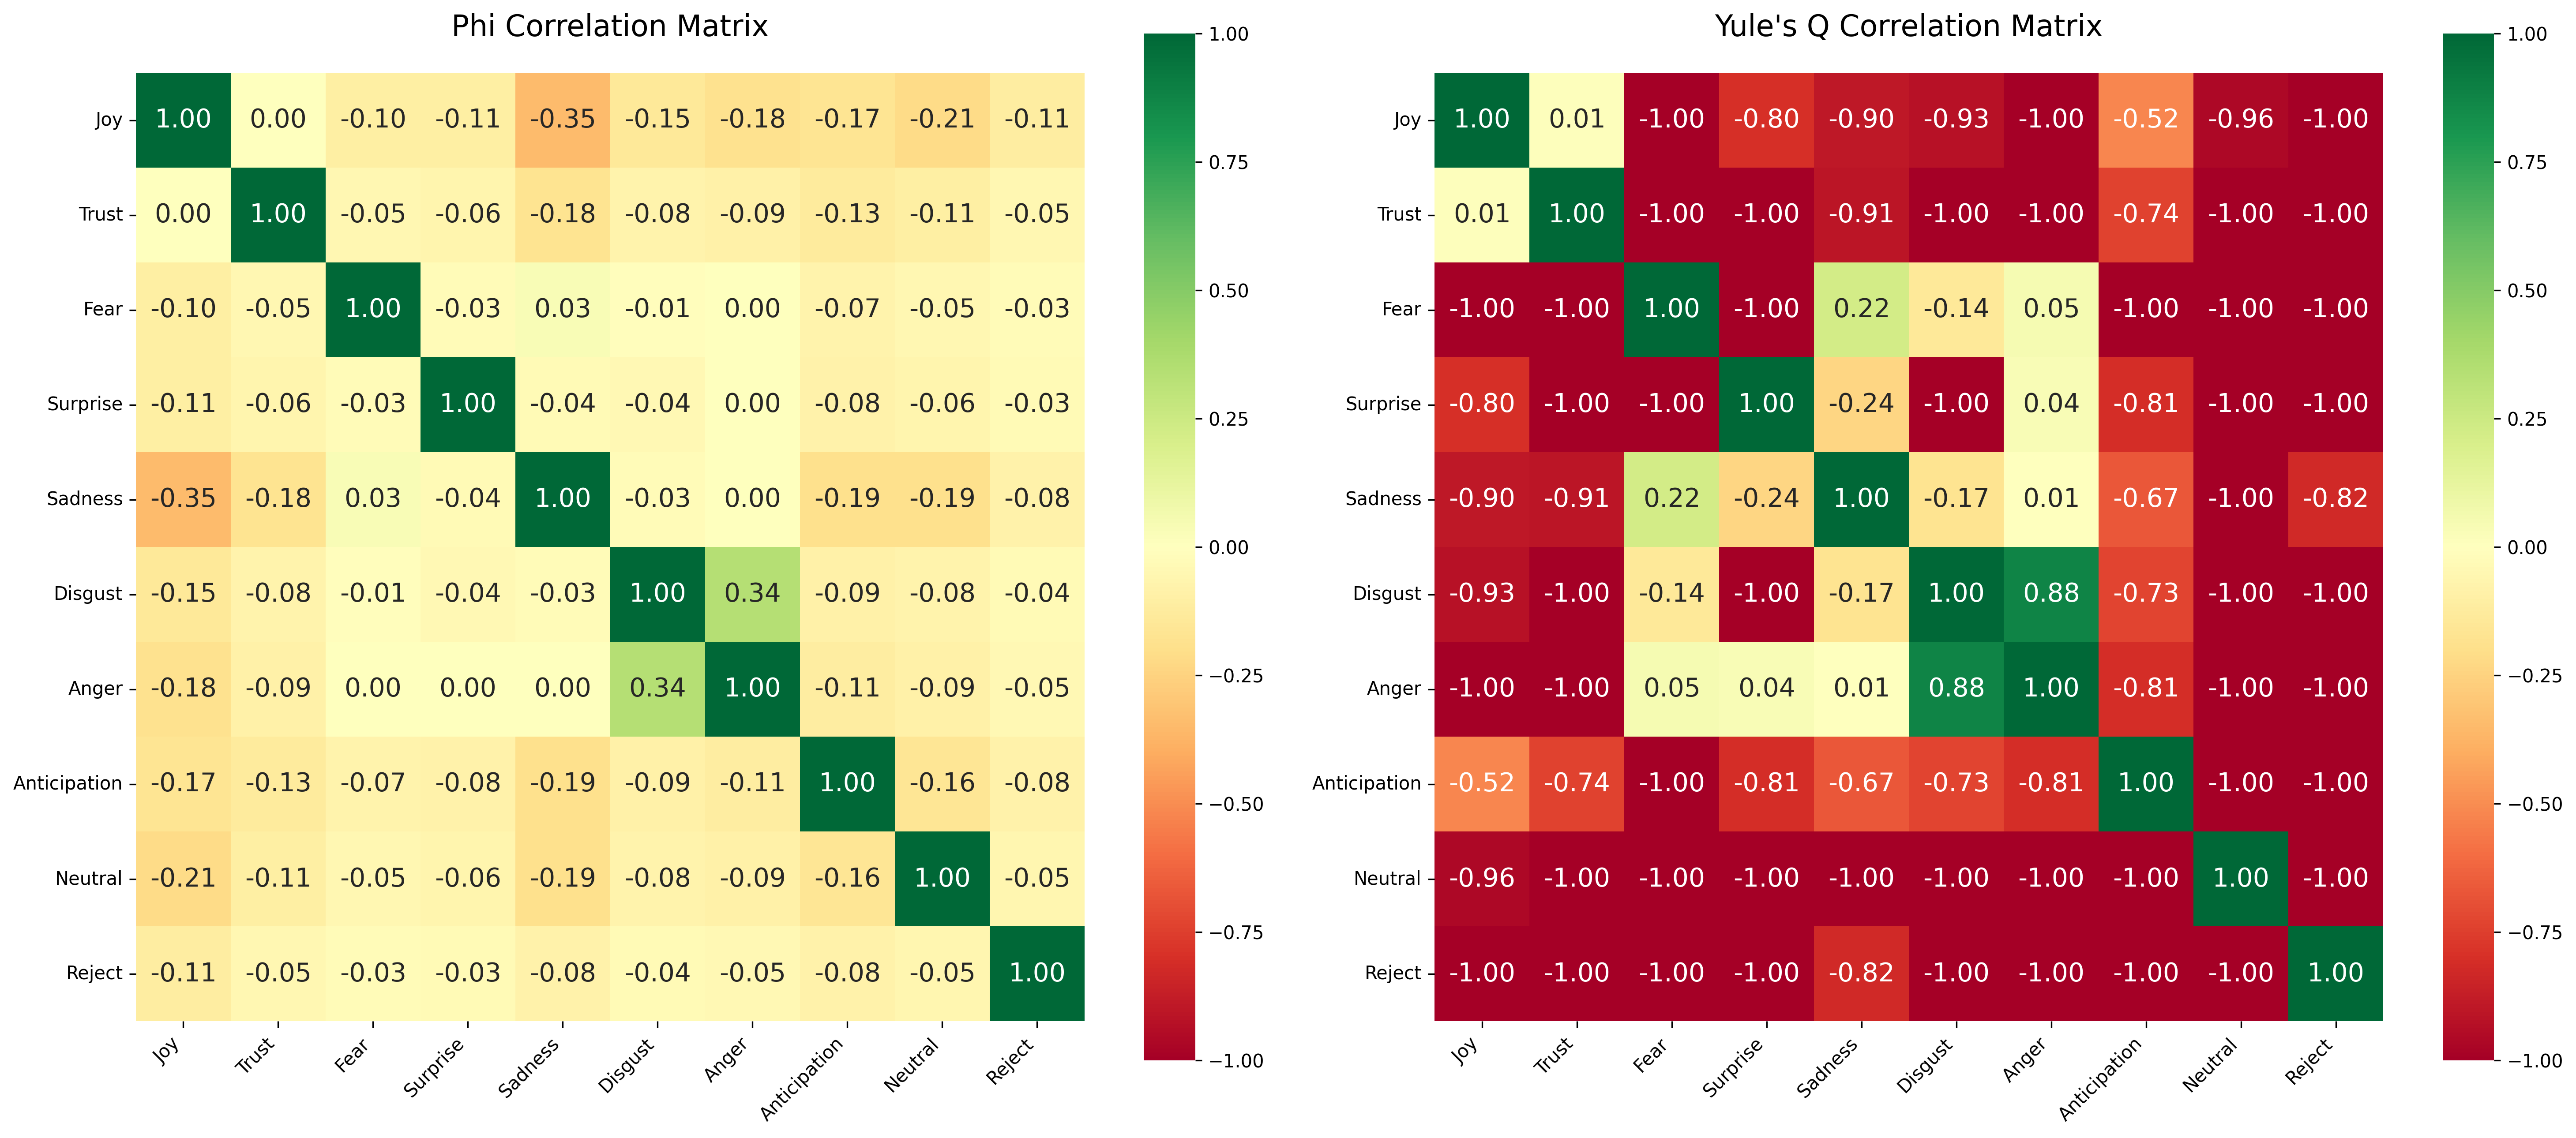 Phi Correlation Matrix
Joy 1.00 0.00 -0.10 -0.11 -0.35 -0.15 -0.18 -0.17 -0.21 -0.11
Trust 0.00 1.00 -0.05 -0.06 -0.18 -0.08 -0.09 -0.13 -0.11 -0.05
Fear -0.10 -0.05 1.00 -0.03 0.03 -0.01 0.00 -0.07 -0.05 -0.03
Surprise -0.11 -0.06 -0.03 1.00 -0.04 -0.04 0.00 -0.08 -0.06 -0.03
Sadness -0.35 -0.18 0.03 -0.04 1.00 -0.03 0.00 -0.19 -0.19 -0.08
Disgust -0.15 -0.08 -0.01 -0.04 -0.03 1.00 0.34 -0.09 -0.08 -0.04
Anger -0.18 -0.09 0.00 0.00 0.00 0.34 1.00 -0.11 -0.09 -0.05
Anticipation -0.17 -0.13 -0.07 -0.08 -0.19 -0.09 -0.11 1.00 -0.16 -0.08
Neutral -0.21 -0.11 -0.05 -0.06 -0.19 -0.08 -0.09 -0.16 1.00 -0.05
Reject -0.11 -0.05 -0.03 -0.03 -0.08 -0.04 -0.05 -0.08 -0.05 1.00
Joy Trust Fear Surprise Sadness Disgust Anger Anticipation Neutral Reject
1.00
0.75
0.50
0.25
0.00
−0.25
−0.50
−0.75
−1.00
Yule's Q Correlation Matrix
Joy 1.00 0.01 -1.00 -0.80 -0.90 -0.93 -1.00 -0.52 -0.96 -1.00
Trust 0.01 1.00 -1.00 -1.00 -0.91 -1.00 -1.00 -0.74 -1.00 -1.00
Fear -1.00 -1.00 1.00 -1.00 0.22 -0.14 0.05 -1.00 -1.00 -1.00
Surprise -0.80 -1.00 -1.00 1.00 -0.24 -1.00 0.04 -0.81 -1.00 -1.00
Sadness -0.90 -0.91 0.22 -0.24 1.00 -0.17 0.01 -0.67 -1.00 -0.82
Disgust -0.93 -1.00 -0.14 -1.00 -0.17 1.00 0.88 -0.73 -1.00 -1.00
Anger -1.00 -1.00 0.05 0.04 0.01 0.88 1.00 -0.81 -1.00 -1.00
Anticipation -0.52 -0.74 -1.00 -0.81 -0.67 -0.73 -0.81 1.00 -1.00 -1.00
Neutral -0.96 -1.00 -1.00 -1.00 -1.00 -1.00 -1.00 -1.00 1.00 -1.00
Reject -1.00 -1.00 -1.00 -1.00 -0.82 -1.00 -1.00 -1.00 -1.00 1.00
Joy Trust Fear Surprise Sadness Disgust Anger Anticipation Neutral Reject
1.00
0.75
0.50
0.25
0.00
−0.25
−0.50
−0.75
−1.00